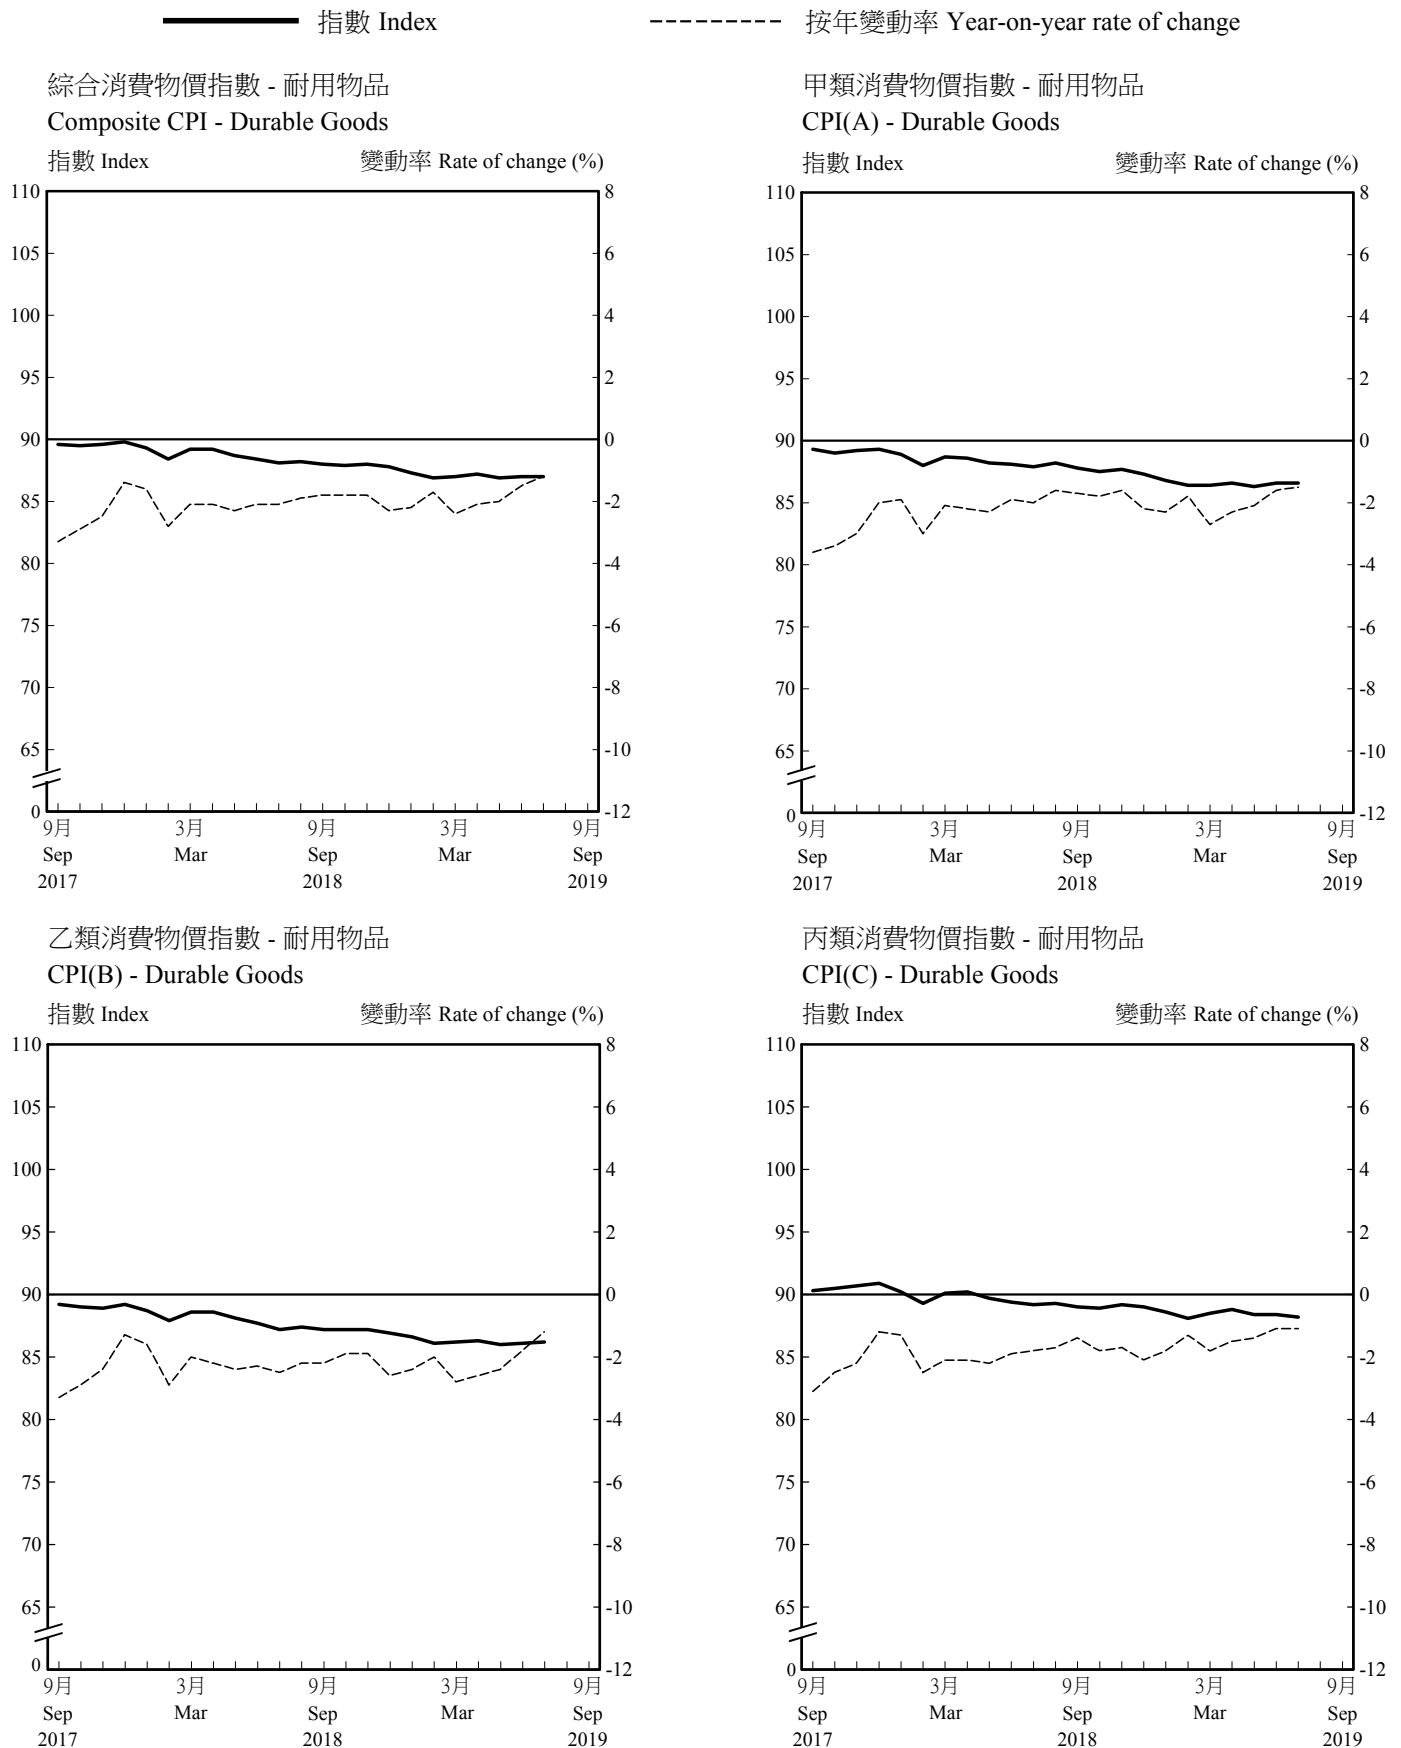 指數 Index
按年變動率 Year-on-year rate of change
綜合消費物價指數 - 耐用物品
Composite CPI - Durable Goods
指數 Index
變動率 Rate of change (%)
110
105
100
95
90
85
80
75
70
65
0
8
6
4
2
0
-2
-4
-6
-8
-10
-12
9月 3月 9月 3月 9月
Sep Mar Sep Mar Sep
2017 2018 2019
甲類消費物價指數 - 耐用物品
CPI(A) - Durable Goods
指數 Index
變動率 Rate of change (%)
110
105
100
95
90
85
80
75
70
65
0
8
6
4
2
0
-2
-4
-6
-8
-10
-12
9月 3月 9月 3月 9月
Sep Mar Sep Mar Sep
2017 2018 2019
乙類消費物價指數 - 耐用物品
CPI(B) - Durable Goods
指數 Index
變動率 Rate of change (%)
110
105
100
95
90
85
80
75
70
65
0
8
6
4
2
0
-2
-4
-6
-8
-10
-12
9月 3月 9月 3月 9月
Sep Mar Sep Mar Sep
2017 2018 2019
丙類消費物價指數 - 耐用物品
CPI(C) - Durable Goods
指數 Index
變動率 Rate of change (%)
110
105
100
95
90
85
80
75
70
65
0
8
6
4
2
0
-2
-4
-6
-8
-10
-12
9月 3月 9月 3月 9月
Sep Mar Sep Mar Sep
2017 2018 2019